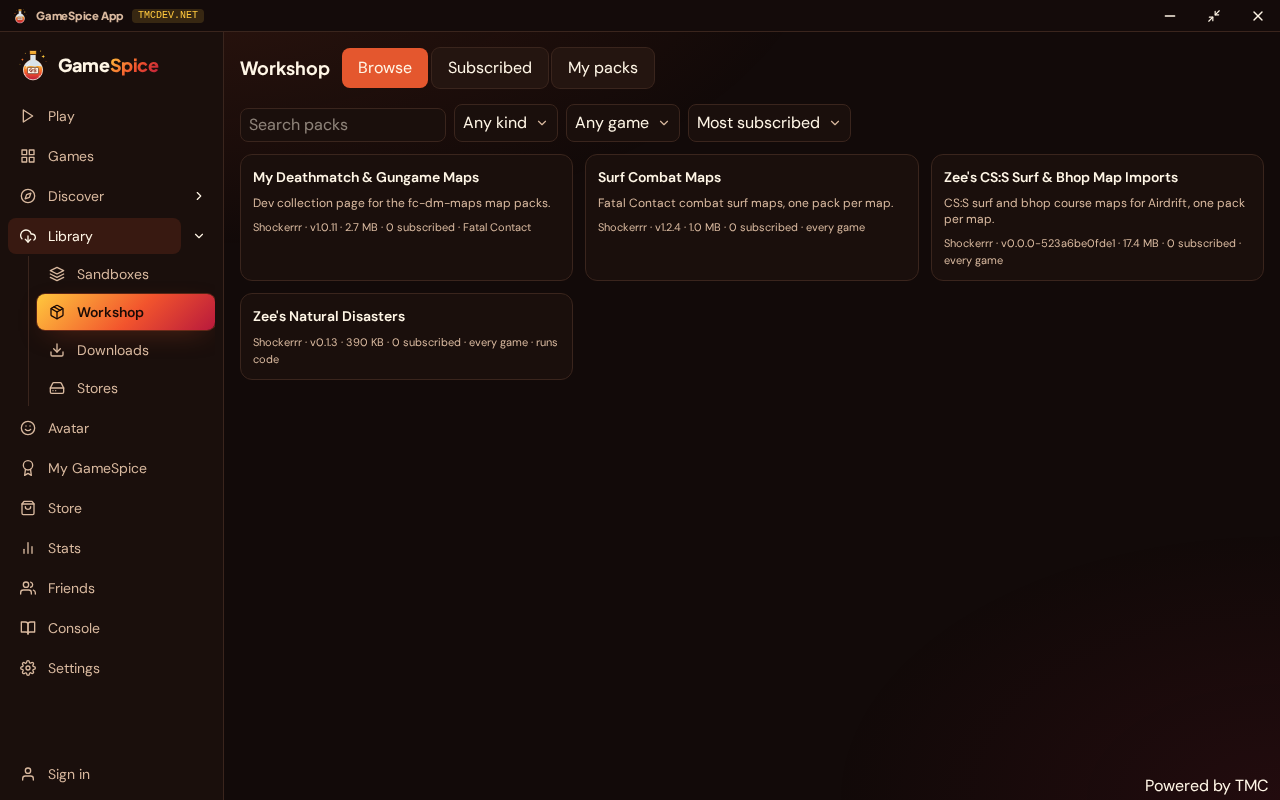 GameSpice App TMCDEV.NET
GameSpice
Play
Games
Discover
Library
Sandboxes
Workshop
Downloads
Stores
Avatar
My GameSpice
Store
Stats
Friends
Console
Settings
Sign in
Workshop Browse Subscribed My packs
Search packs Any kind Any game Most subscribed
My Deathmatch & Gungame Maps
Dev collection page for the fc-dm-maps map packs.
Shockerrr · v1.0.11 · 2.7 MB · 0 subscribed · Fatal Contact
Surf Combat Maps
Fatal Contact combat surf maps, one pack per map.
Shockerrr · v1.2.4 · 1.0 MB · 0 subscribed · every game
Zee's CS:S Surf & Bhop Map Imports
CS:S surf and bhop course maps for Airdrift, one pack
per map.
Shockerrr · v0.0.0-523a6be0fde1 · 17.4 MB · 0 subscribed ·
every game
Zee's Natural Disasters
Shockerrr · v0.1.3 · 390 KB · 0 subscribed · every game · runs
code
Powered by TMC